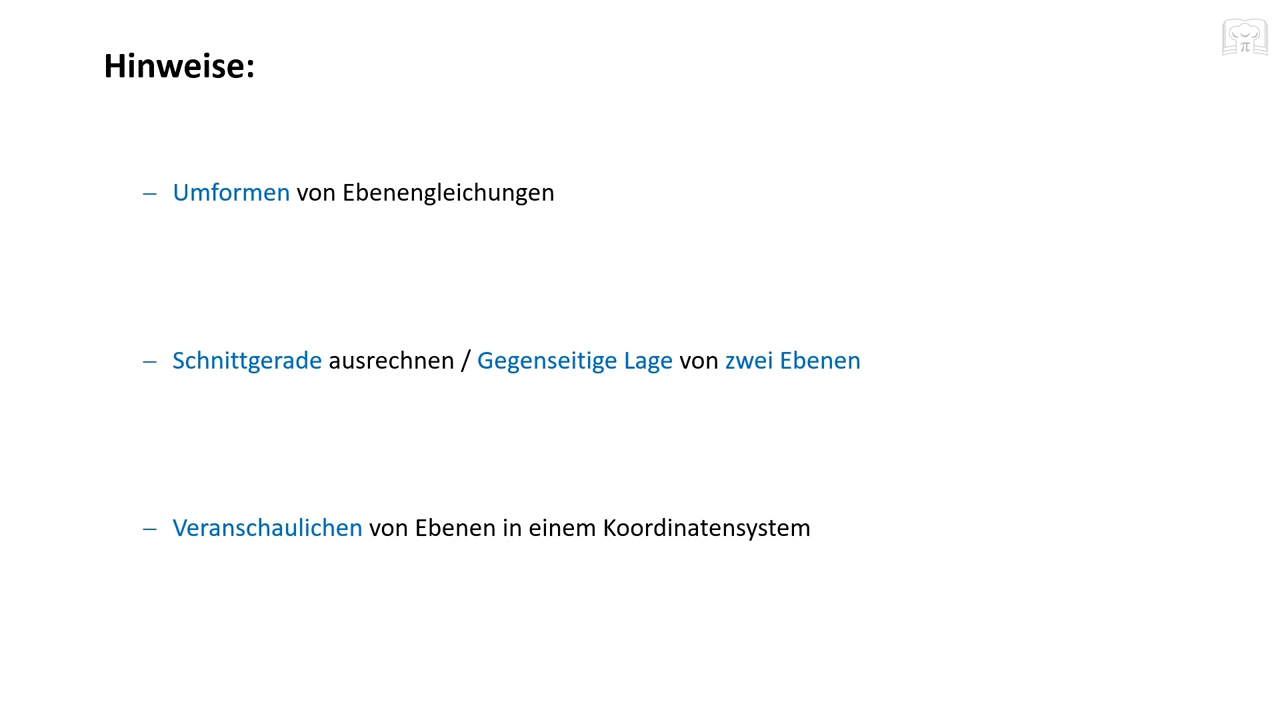 Hinweise:
– Umformen von Ebenengleichungen
– Schnittgerade ausrechnen / Gegenseitige Lage von zwei Ebenen
– Veranschaulichen von Ebenen in einem Koordinatensystem
π